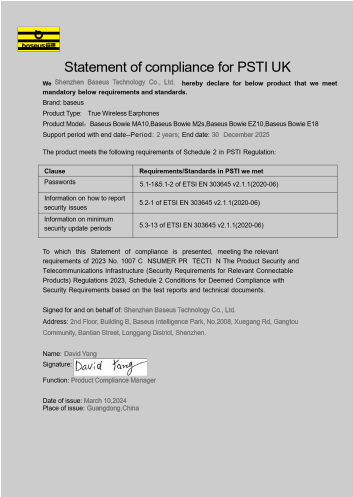 baseus倍思
Statement of compliance for PSTI UK
We Shenzhen Baseus Technology Co., Ltd. hereby declare for below product that we meet
mandatory below requirements and standards.
Brand: baseus
Product Type: True Wireless Earphones
Product Model: Baseus Bowie MA10,Baseus Bowie M2s,Baseus Bowie EZ10,Baseus Bowie E18
Support period with end date--Period: 2 years; End date: 30 December 2025
The product meets the following requirements of Schedule 2 in PSTI Regulation:
Clause Requirements/Standards in PSTI we met
Passwords 5.1-1&5.1-2 of ETSI EN 303645 v2.1.1(2020-06)
Information on how to report
security issues 5.2-1 of ETSI EN 303645 v2.1.1(2020-06)
Information on minimum
security update periods 5.3-13 of ETSI EN 303645 v2.1.1(2020-06)
To which this Statement of compliance is presented, meeting the relevant
requirements of 2023 No. 1007 C NSUMER PR TECTI N The Product Security and
Telecommunications Infrastructure (Security Requirements for Relevant Connectable
Products) Regulations 2023, Schedule 2 Conditions for Deemed Compliance with
Security Requirements based on the test reports and technical documents.
Signed for and on behalf of: Shenzhen Baseus Technology Co., Ltd.
Address: 2nd Floor, Building B, Baseus Intelligence Park, No.2008, Xuegang Rd, Gangtou
Community, Bantian Street, Longgang District, Shenzhen.
Name: David Yang
Signature: David Yang
Function: Product Compliance Manager
Date of issue: March 10,2024
Place of issue: Guangdong,China